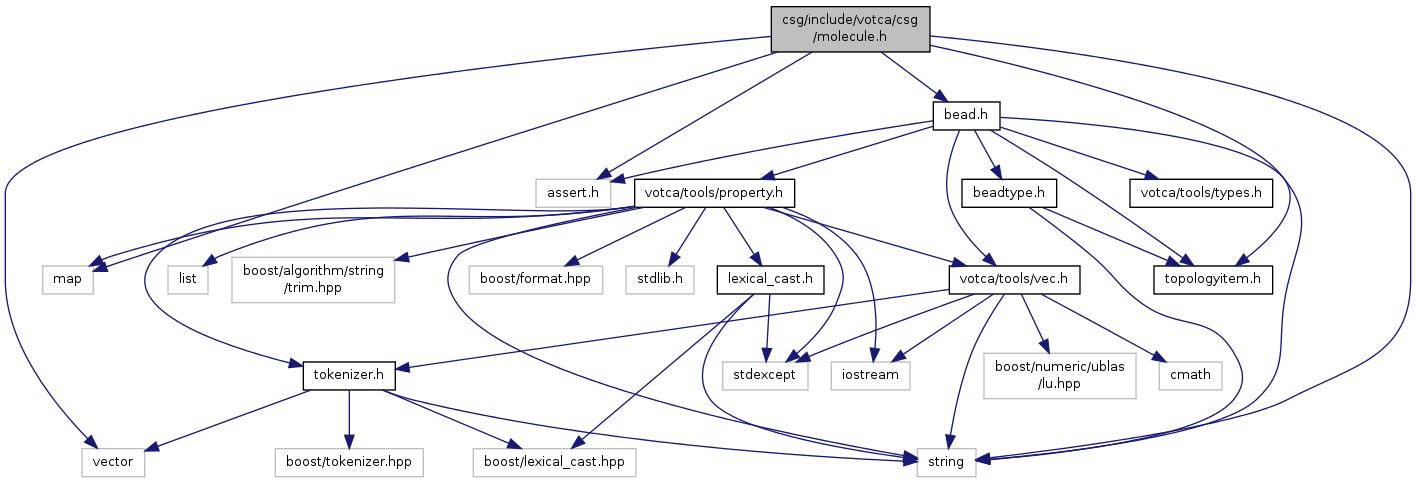 csg/include/votca/csg
/molecule.h
bead.h
assert.h
votca/tools/property.h
beadtype.h
votca/tools/types.h
map
list
boost/algorithm/string
/trim.hpp
boost/format.hpp
stdlib.h
lexical_cast.h
votca/tools/vec.h
topologyitem.h
tokenizer.h
stdexcept
iostream
boost/numeric/ublas
/lu.hpp
cmath
vector
boost/tokenizer.hpp
boost/lexical_cast.hpp
string